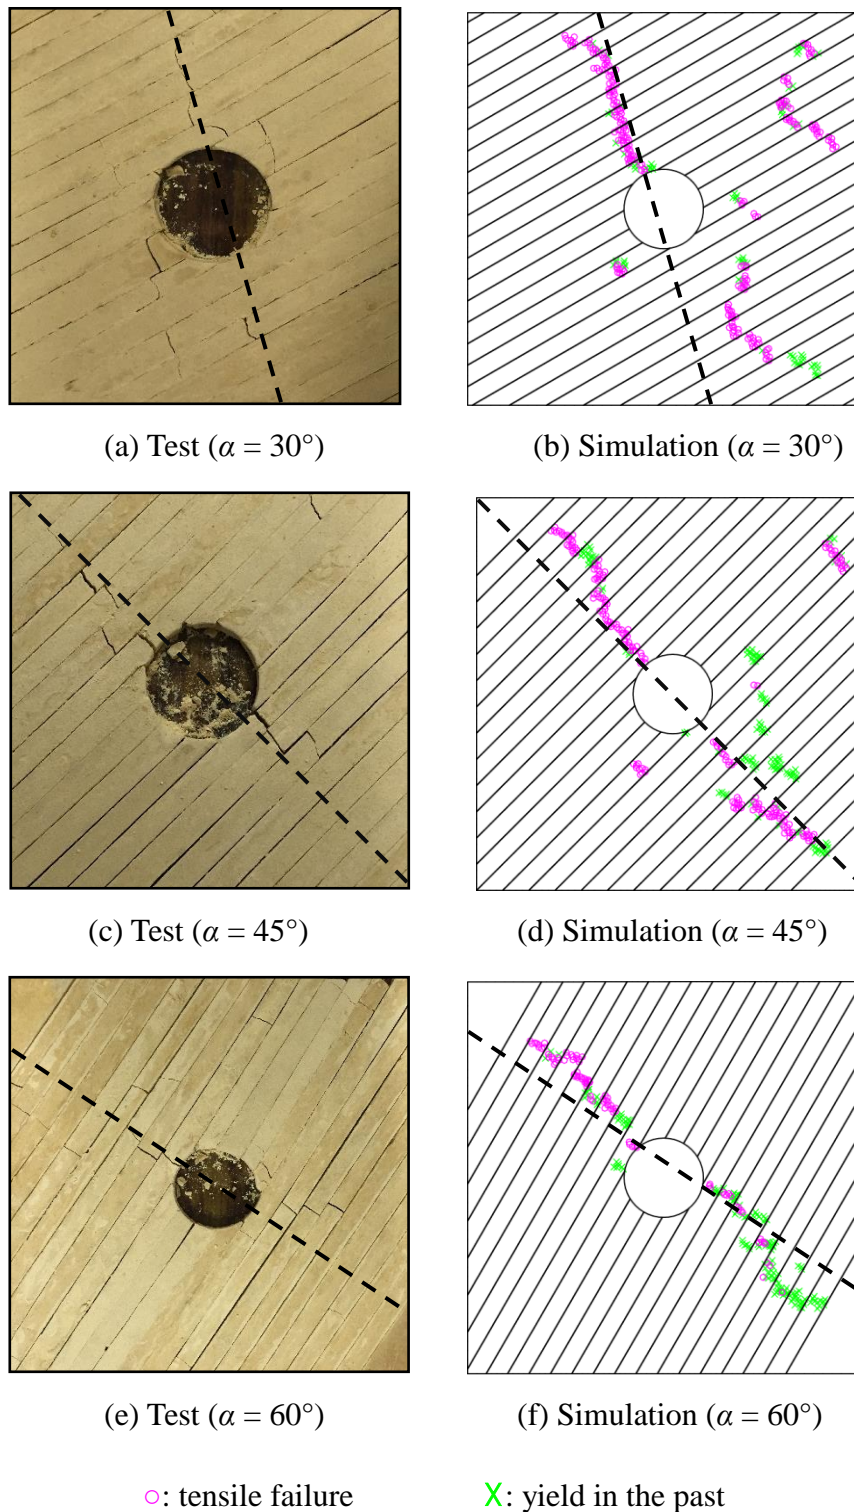 (a) Test (α = 30°)
(b) Simulation (α = 30°)
(c) Test (α = 45°)
(d) Simulation (α = 45°)
(e) Test (α = 60°)
(f) Simulation (α = 60°)
○: tensile failure
X: yield in the past